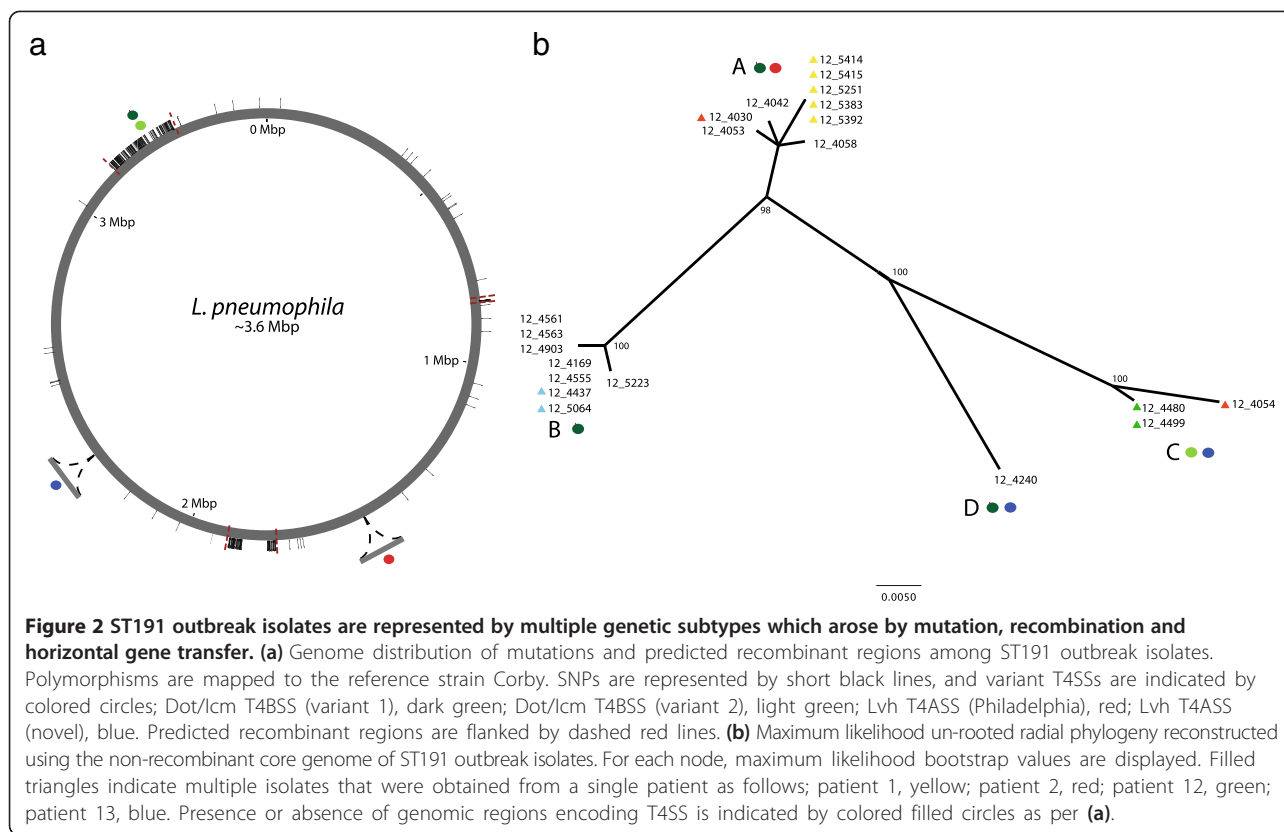 a
0 Mbp
3 Mbp
L. pneumophila
~3.6 Mbp
1 Mbp
2 Mbp
b
A
12_5414
12_5415
12_5251
12_5383
12_5392
12_4042
12_4030
12_4053
12_4058
98
100
12_4561
12_4563
12_4903
100
12_4169
12_4555
12_4437
12_5064
12_5223
B
100
12_4480
12_4499
12_4054
C
12_4240
D
0.0050
Figure 2 ST191 outbreak isolates are represented by multiple genetic subtypes which arose by mutation, recombination and
horizontal gene transfer. (a) Genome distribution of mutations and predicted recombinant regions among ST191 outbreak isolates.
Polymorphisms are mapped to the reference strain Corby. SNPs are represented by short black lines, and variant T4SSs are indicated by
colored circles; Dot/Icm T4BSS (variant 1), dark green; Dot/Icm T4BSS (variant 2), light green; Lvh T4ASS (Philadelphia), red; Lvh T4ASS
(novel), blue. Predicted recombinant regions are flanked by dashed red lines. (b) Maximum likelihood un-rooted radial phylogeny reconstructed
using the non-recombinant core genome of ST191 outbreak isolates. For each node, maximum likelihood bootstrap values are displayed. Filled
triangles indicate multiple isolates that were obtained from a single patient as follows; patient 1, yellow; patient 2, red; patient 12, green;
patient 13, blue. Presence or absence of genomic regions encoding T4SS is indicated by colored filled circles as per (a).